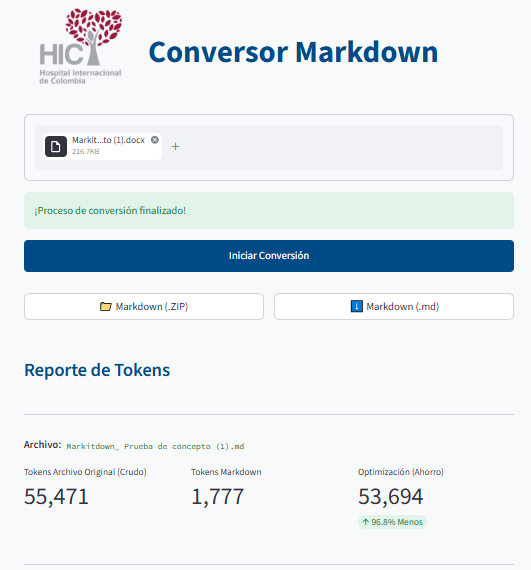 HIC
Hospital Internacional
de Colombia
Conversor Markdown
Markit...to (1).docx
216.7KB
+
¡Proceso de conversión finalizado!
Iniciar Conversión
Markdown (.ZIP)
Markdown (.md)
Reporte de Tokens
Archivo: Markitdown_ Prueba de concepto (1).md
Tokens Archivo Original (Crudo)
55,471
Tokens Markdown
1,777
Optimización (Ahorro)
53,694
↑ 96.8% Menos